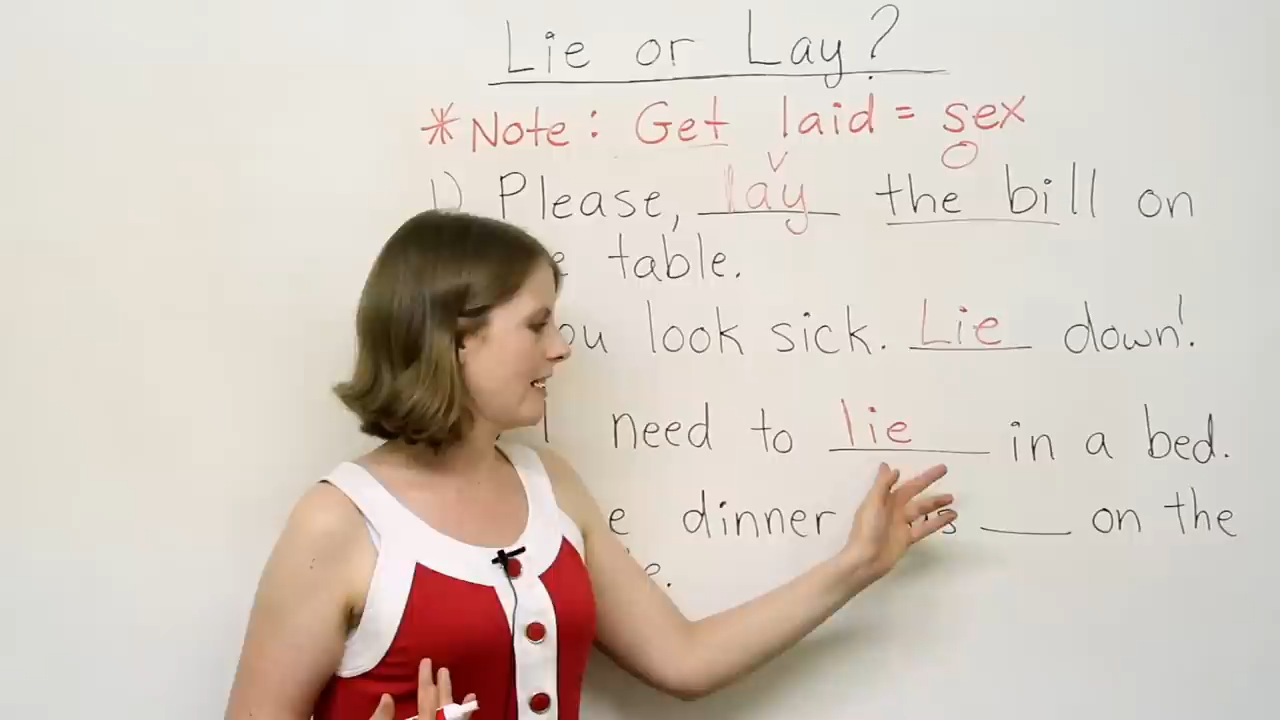 Lie or Lay?
*Note: Get laid = sex
1) Please, lay the bill on
table.
look sick. Lie down!
I need to lie in a bed.
dinner on the